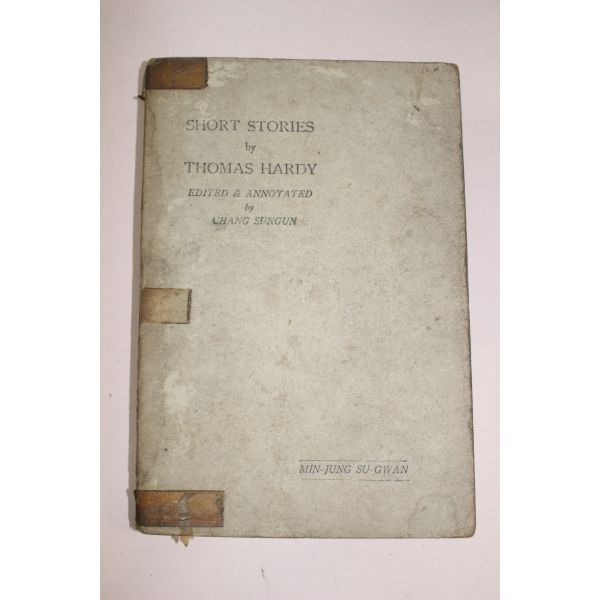 SHORT STORIES
by
THOMAS HARDY
EDITED & ANNOTATED
by
CHANG SUNGUN
MIN-JUNG SU-GWAN